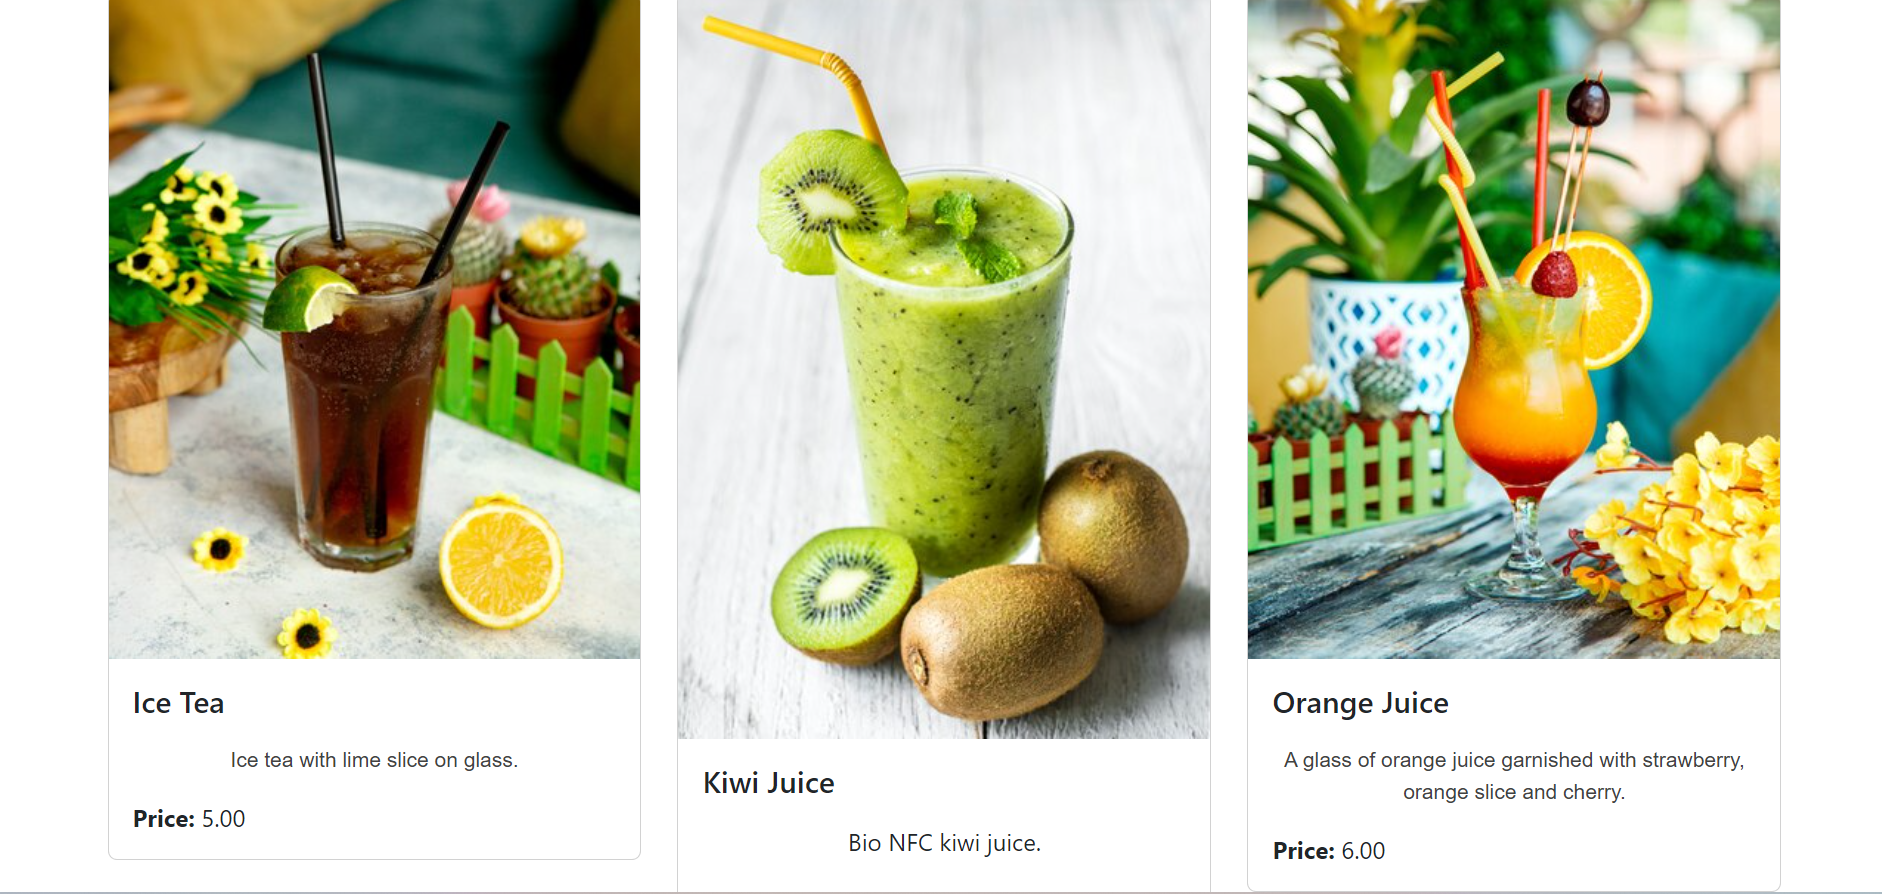 Ice Tea
Ice tea with lime slice on glass.
Price: 5.00
Kiwi Juice
Bio NFC kiwi juice.
Orange Juice
A glass of orange juice garnished with strawberry,
orange slice and cherry.
Price: 6.00